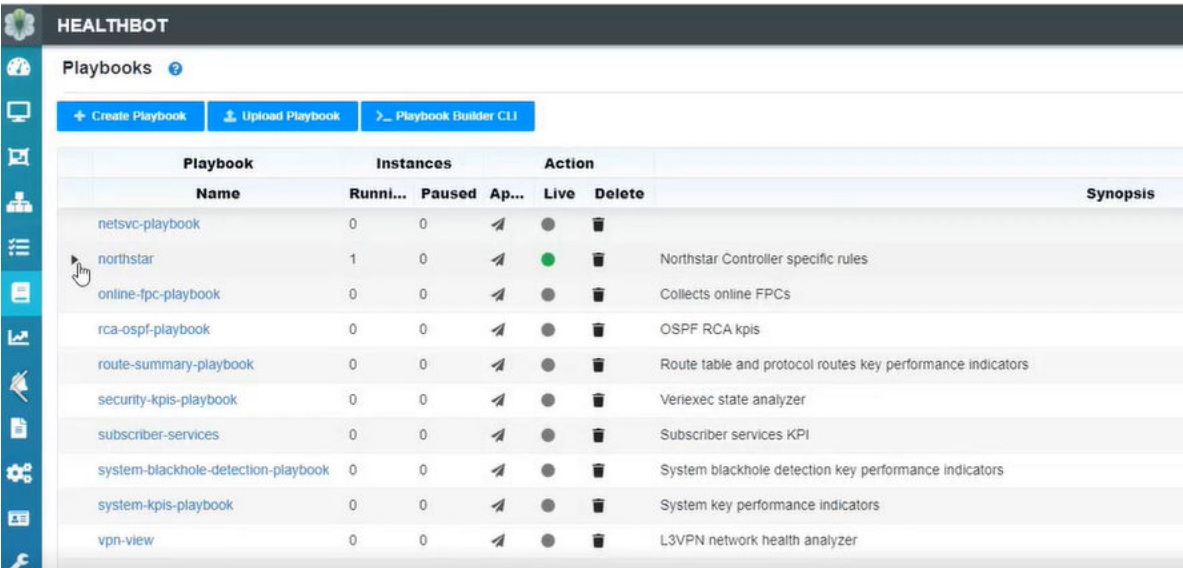 HEALTHBOT
Playbooks ?
+ Create Playbook Upload Playbook >_ Playbook Builder CLI
Playbook Instances Action
Name Runni... Paused Ap... Live Delete Synopsis
netsvc-playbook 0 0
northstar 1 0 Northstar Controller specific rules
online-fpc-playbook 0 0 Collects online FPCs
rca-ospf-playbook 0 0 OSPF RCA kpis
route-summary-playbook 0 0 Route table and protocol routes key performance indicators
security-kpis-playbook 0 0 Veriexec state analyzer
subscriber-services 0 0 Subscriber services KPI
system-blackhole-detection-playbook 0 0 System blackhole detection key performance indicators
system-kpis-playbook 0 0 System key performance indicators
vpn-view 0 0 L3VPN network health analyzer